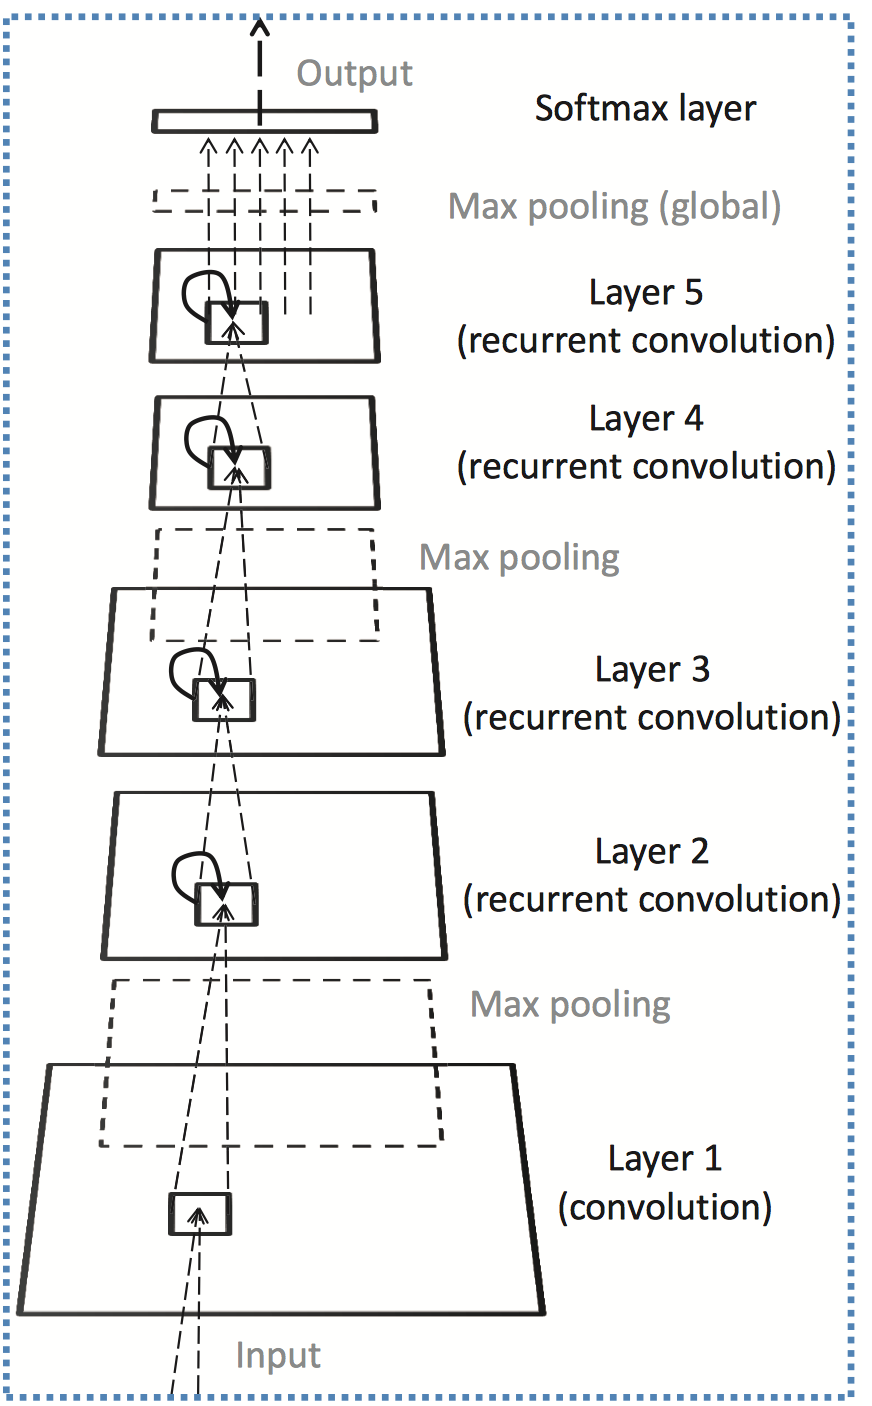 Output
Softmax layer
Max pooling (global)
Layer 5
(recurrent convolution)
Layer 4
(recurrent convolution)
Max pooling
Layer 3
(recurrent convolution)
Layer 2
(recurrent convolution)
Max pooling
Layer 1
(convolution)
Input